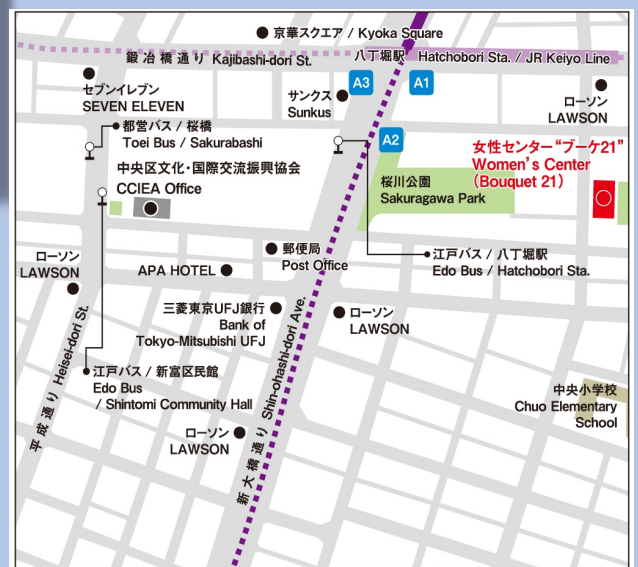 京華スクエア / Kyoka Square
鍛冶橋通り Kajibashi-dori St.
八丁堀駅 Hatchobori Sta. / JR Keiyo Line
セブンイレブン
SEVEN ELEVEN
サンクス
Sunkus
A3
A1
ローソン
LAWSON
都営バス / 桜橋
Toei Bus / Sakurabashi
A2
女性センター“ブーケ21”
Women's Center
(Bouquet 21)
中央区文化・国際交流振興協会
CCIEA Office
桜川公園
Sakuragawa Park
郵便局
Post Office
江戸バス / 八丁堀駅
Edo Bus / Hatchobori Sta.
ローソン
LAWSON
APA HOTEL
三菱東京UFJ銀行
Bank of
Tokyo-Mitsubishi UFJ
ローソン
LAWSON
江戸バス / 新富区民館
Edo Bus
/ Shintomi Community Hall
平成通り Heisei-dori St.
新大橋通り Shin-ohashi-dori Ave.
中央小学校
Chuo Elementary
School
ローソン
LAWSON